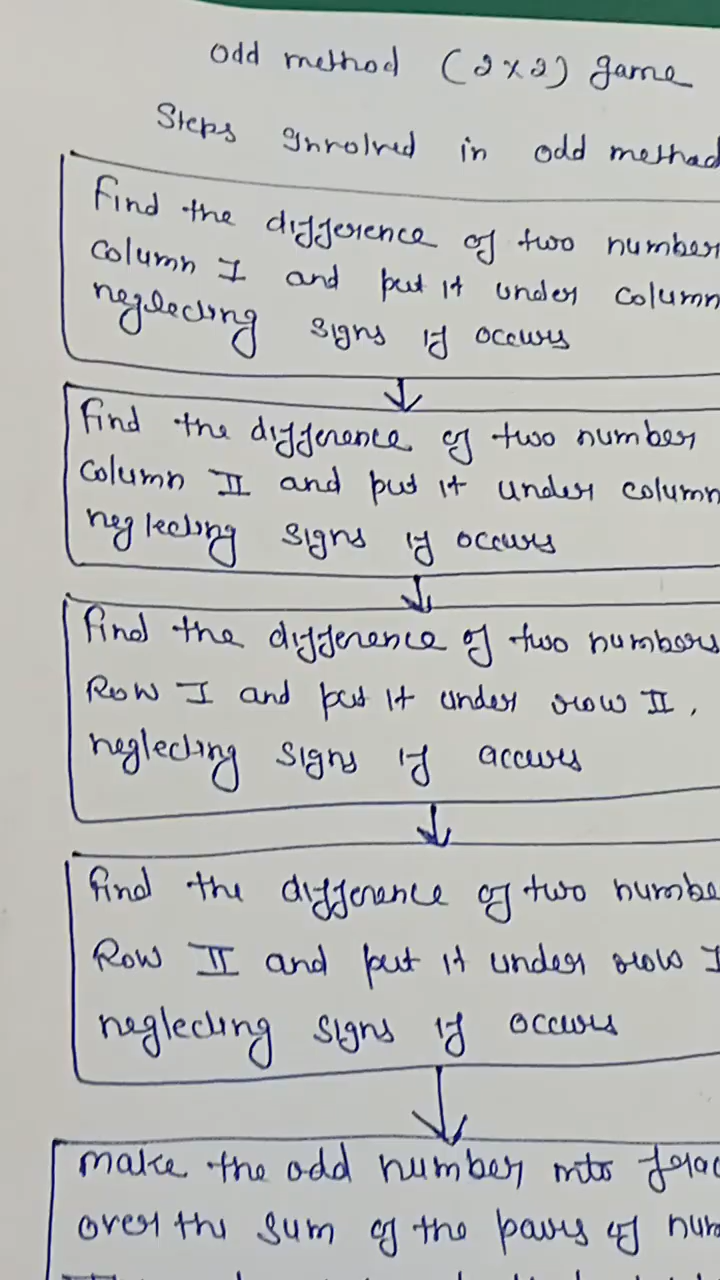 odd method (2×2) game
Steps involved in odd method
find the difference of two number
column I and put it under column
neglecting signs if occurs
find the difference of two number
column II and put it under column
neglecting signs if occurs
find the difference of two numbers
Row I and put it under row II,
neglecting signs if accurs
find the difference of two numbe
Row II and put it under row I
neglecting signs if occurs
make the odd number into frac
over the sum of the pairs of num